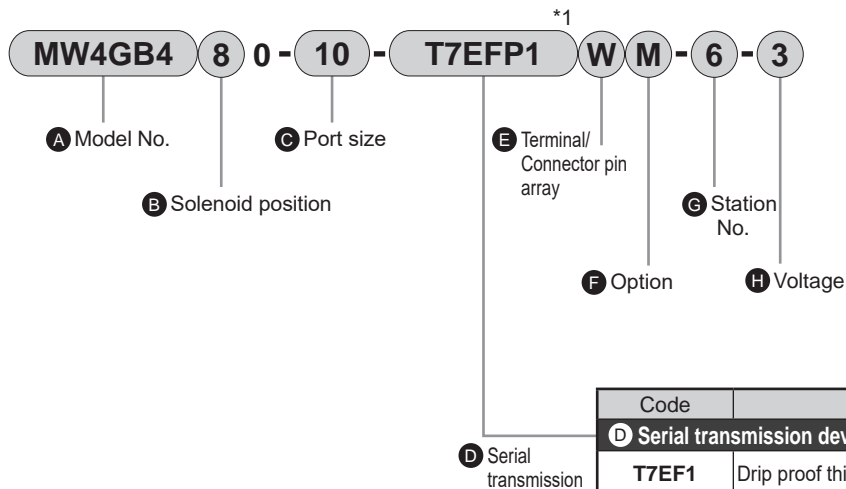 *1
MW4GB4 8 0 - 10 - T7EFP1 W M - 6 - 3
A Model No.
C Port size
E Terminal/
Connector pin
array
B Solenoid position
G Station
No.
F Option
H Voltage
Code
D Serial transmission dev
D Serial
transmission
T7EF1 Drip proof thi